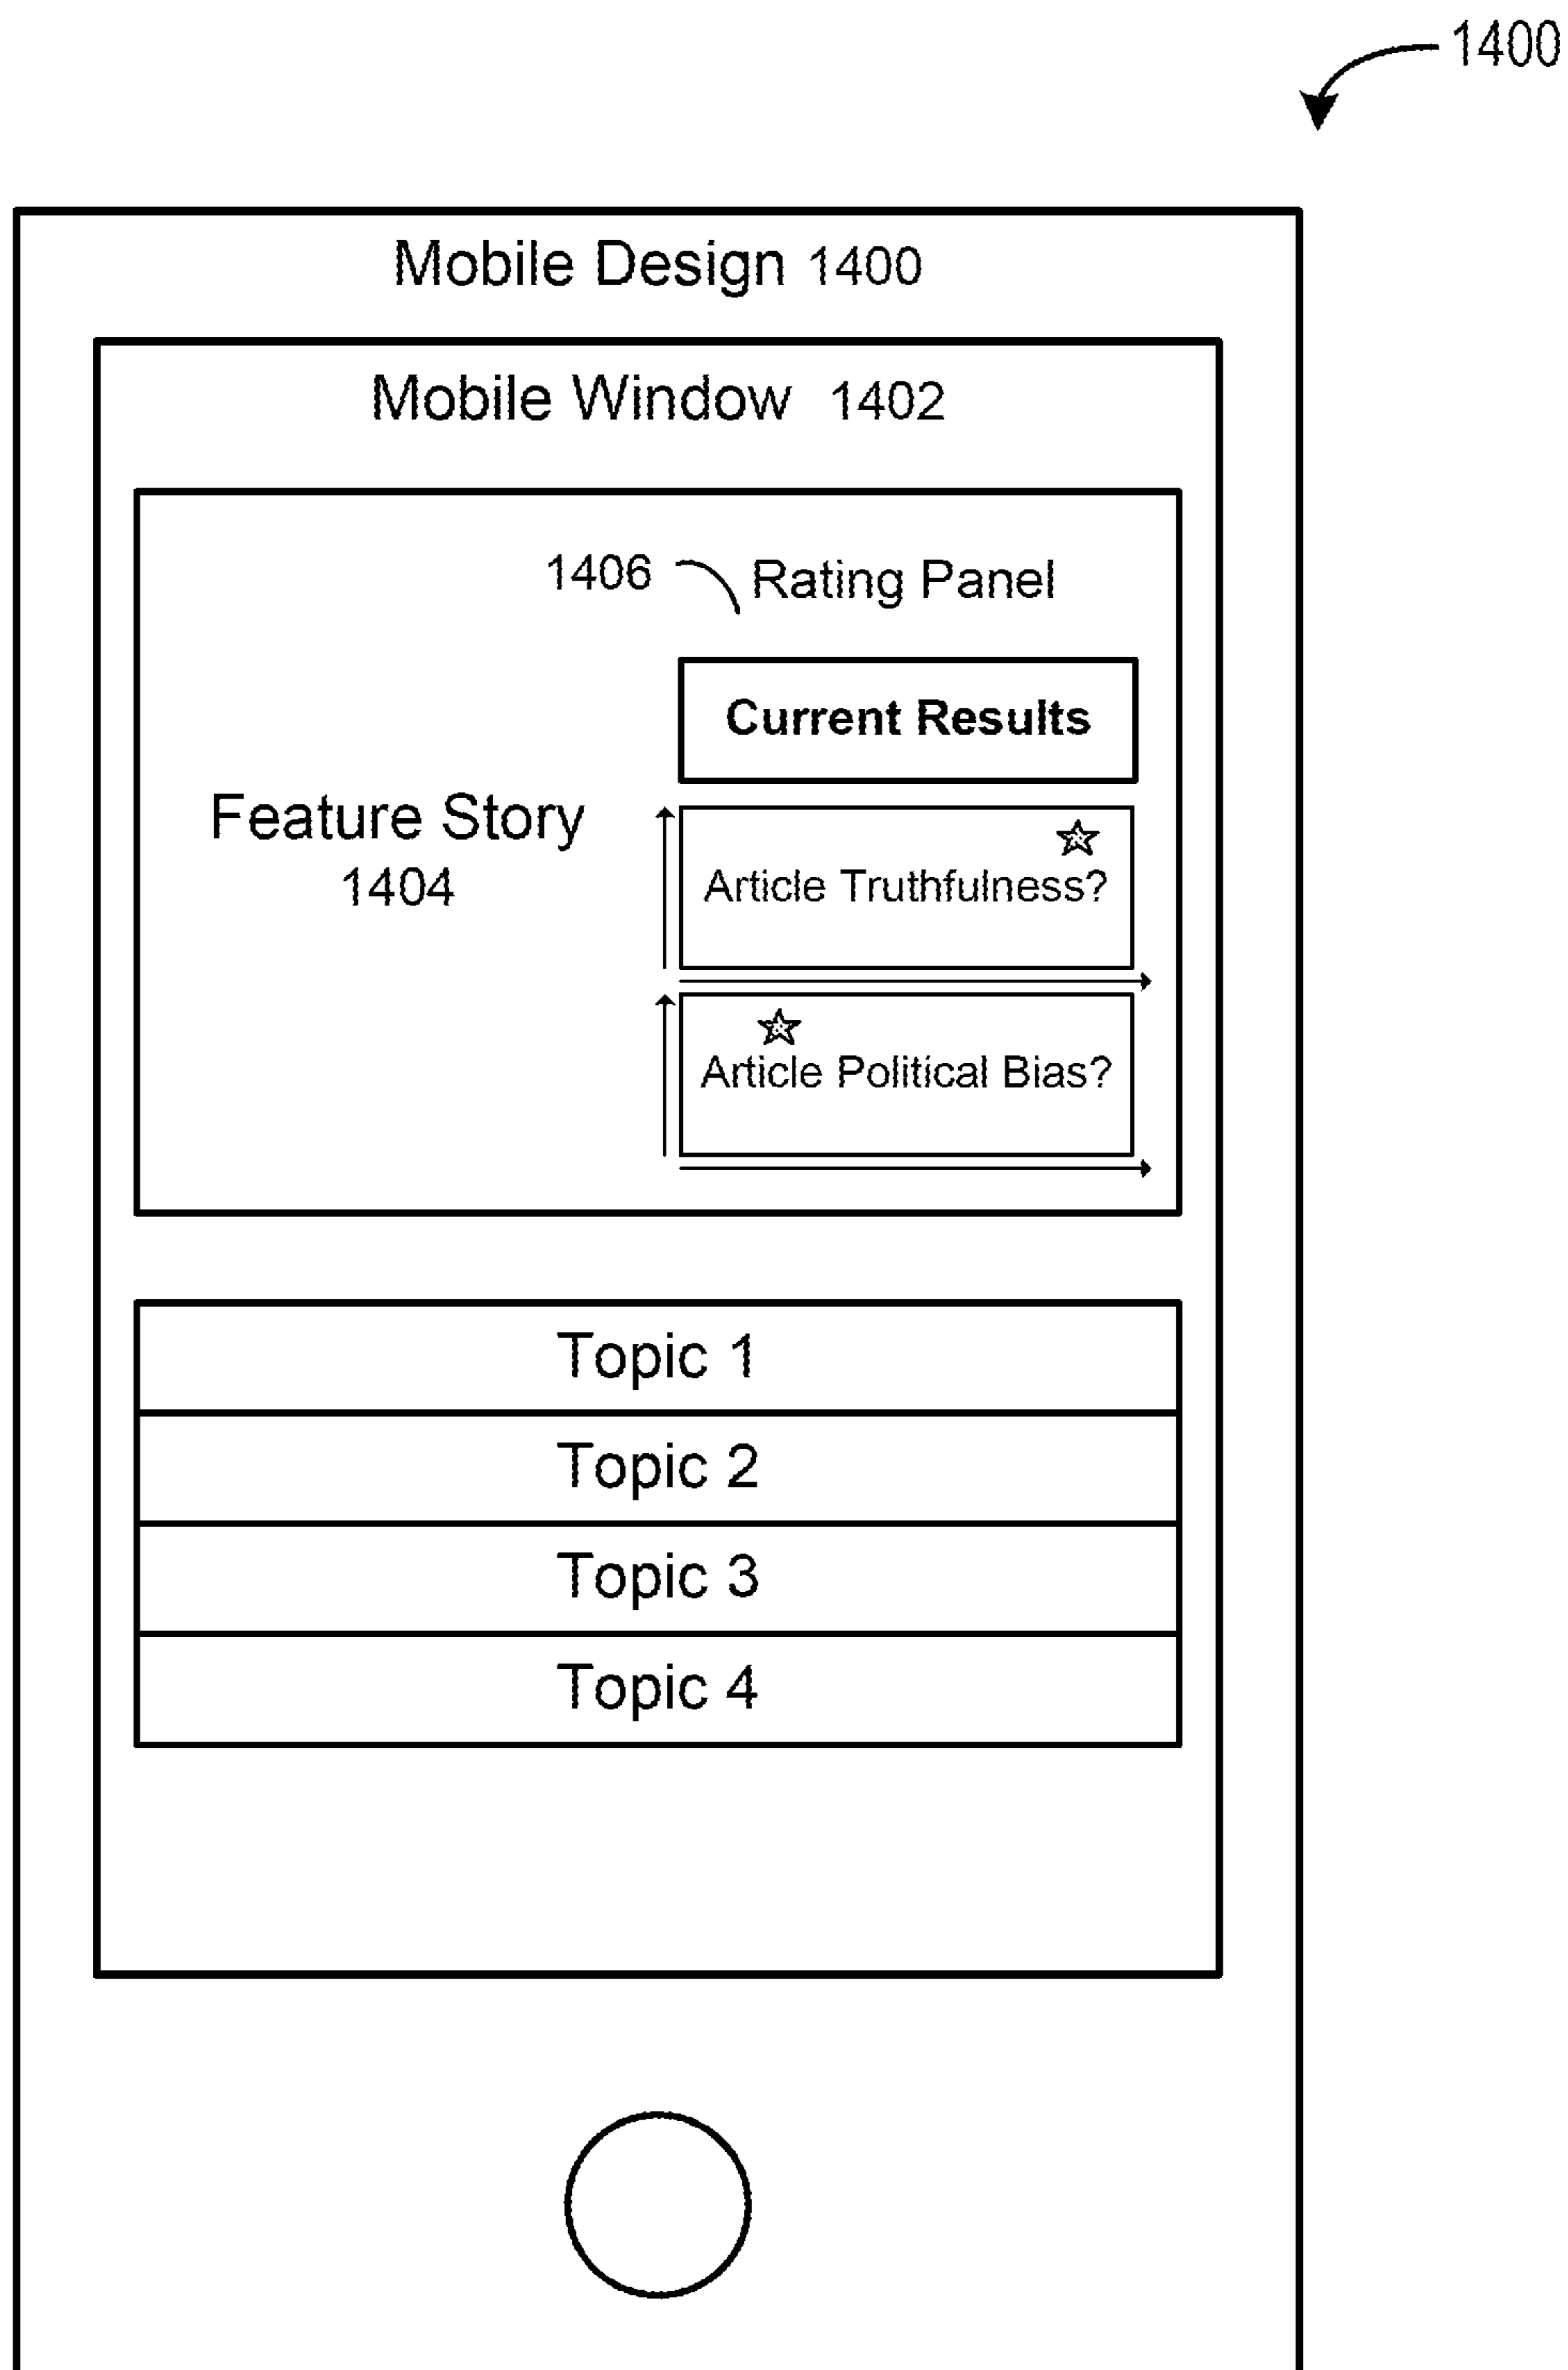 1400
Mobile Design 1400
Mobile Window 1402
1406 Rating Panel
Current Results
Feature Story
1404
Article Truthfulness?
Article Political Bias?
Topic 1
Topic 2
Topic 3
Topic 4